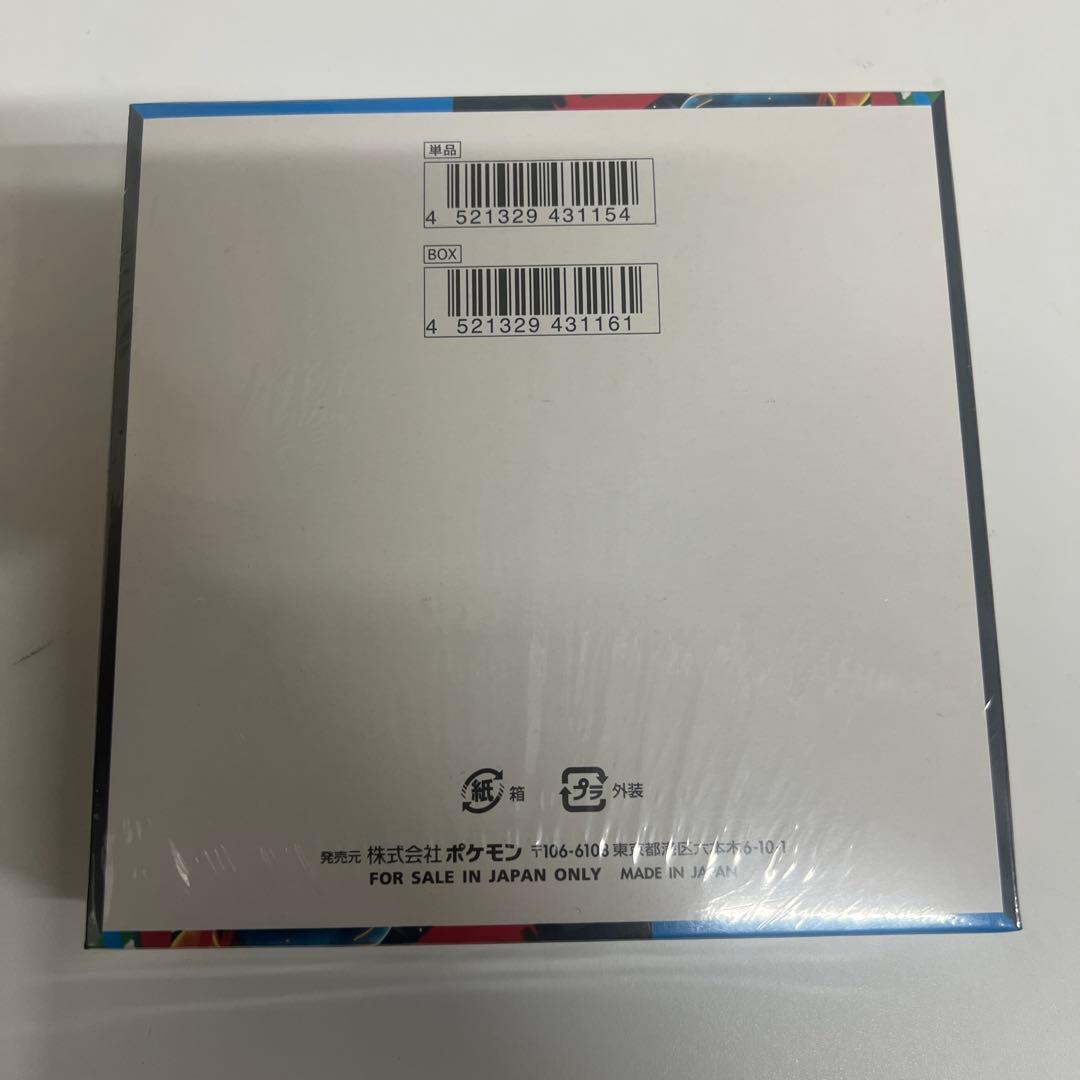 単品
4 521329 431154
BOX
4 521329 431161
紙 箱
プラ 外装
発売元 株式会社 ポケモン 〒106-6108 東京都港区六本木6-10-1
FOR SALE IN JAPAN ONLY MADE IN JAPAN